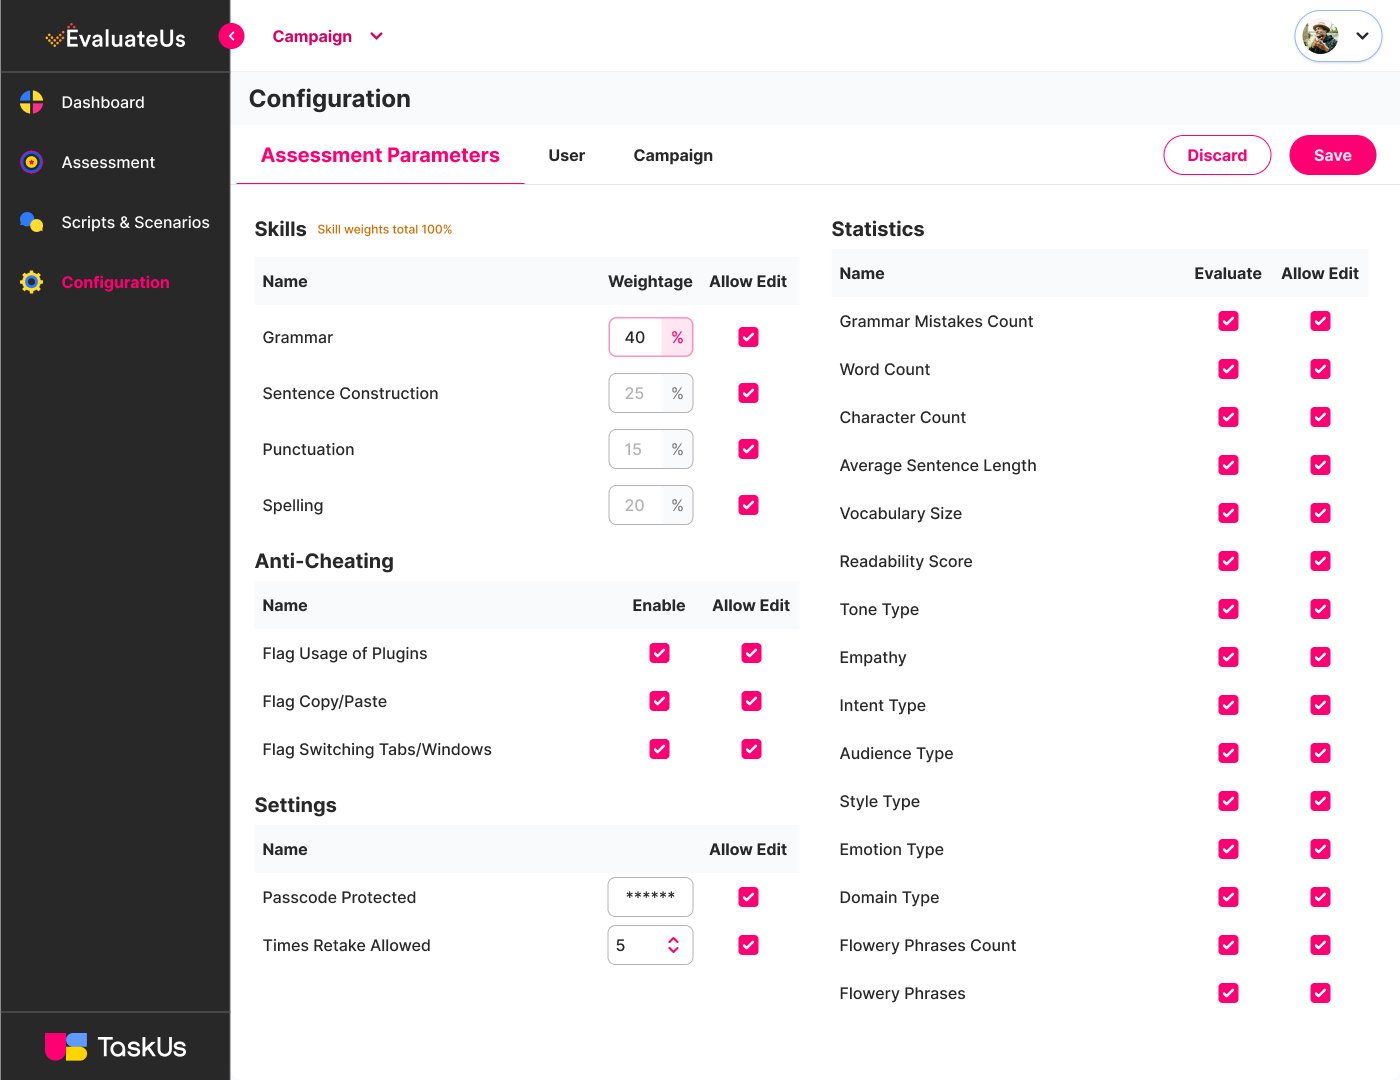 EvaluateUs
Campaign
Dashboard
Assessment
Scripts & Scenarios
Configuration
TaskUs
Configuration
Assessment Parameters User Campaign Discard Save
Skills Skill weights total 100%
Name Weightage Allow Edit
Grammar 40 %
Sentence Construction 25 %
Punctuation 15 %
Spelling 20 %
Anti-Cheating
Name Enable Allow Edit
Flag Usage of Plugins
Flag Copy/Paste
Flag Switching Tabs/Windows
Settings
Name Allow Edit
Passcode Protected ******
Times Retake Allowed 5
Statistics
Name Evaluate Allow Edit
Grammar Mistakes Count
Word Count
Character Count
Average Sentence Length
Vocabulary Size
Readability Score
Tone Type
Empathy
Intent Type
Audience Type
Style Type
Emotion Type
Domain Type
Flowery Phrases Count
Flowery Phrases